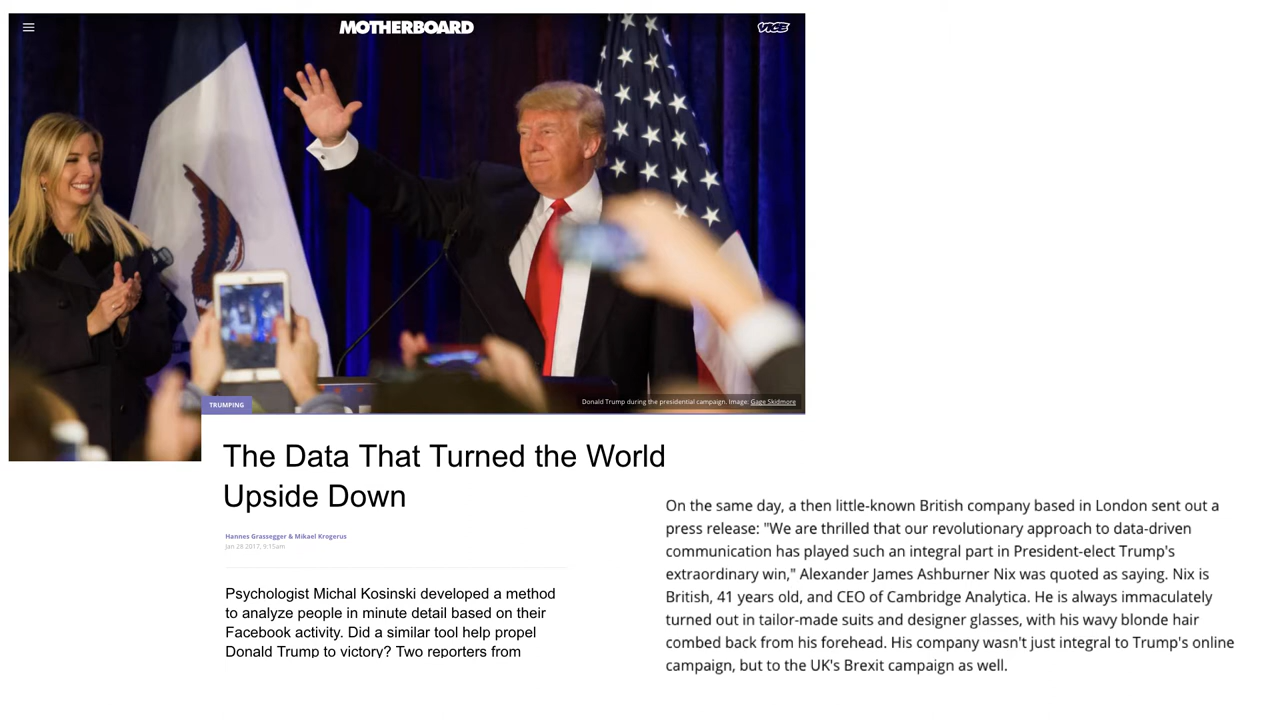 MOTHERBOARD
VICE
TRUMPING
Donald Trump during the presidential campaign. Image: Gage Skidmore
The Data That Turned the World
Upside Down
Hannes Grassegger & Mikael Krogerus
Jan 28 2017, 9:15am
Psychologist Michal Kosinski developed a method
to analyze people in minute detail based on their
Facebook activity. Did a similar tool help propel
Donald Trump to victory? Two reporters from
On the same day, a then little-known British company based in London sent out a
press release: "We are thrilled that our revolutionary approach to data-driven
communication has played such an integral part in President-elect Trump's
extraordinary win," Alexander James Ashburner Nix was quoted as saying. Nix is
British, 41 years old, and CEO of Cambridge Analytica. He is always immaculately
turned out in tailor-made suits and designer glasses, with his wavy blonde hair
combed back from his forehead. His company wasn't just integral to Trump's online
campaign, but to the UK's Brexit campaign as well.